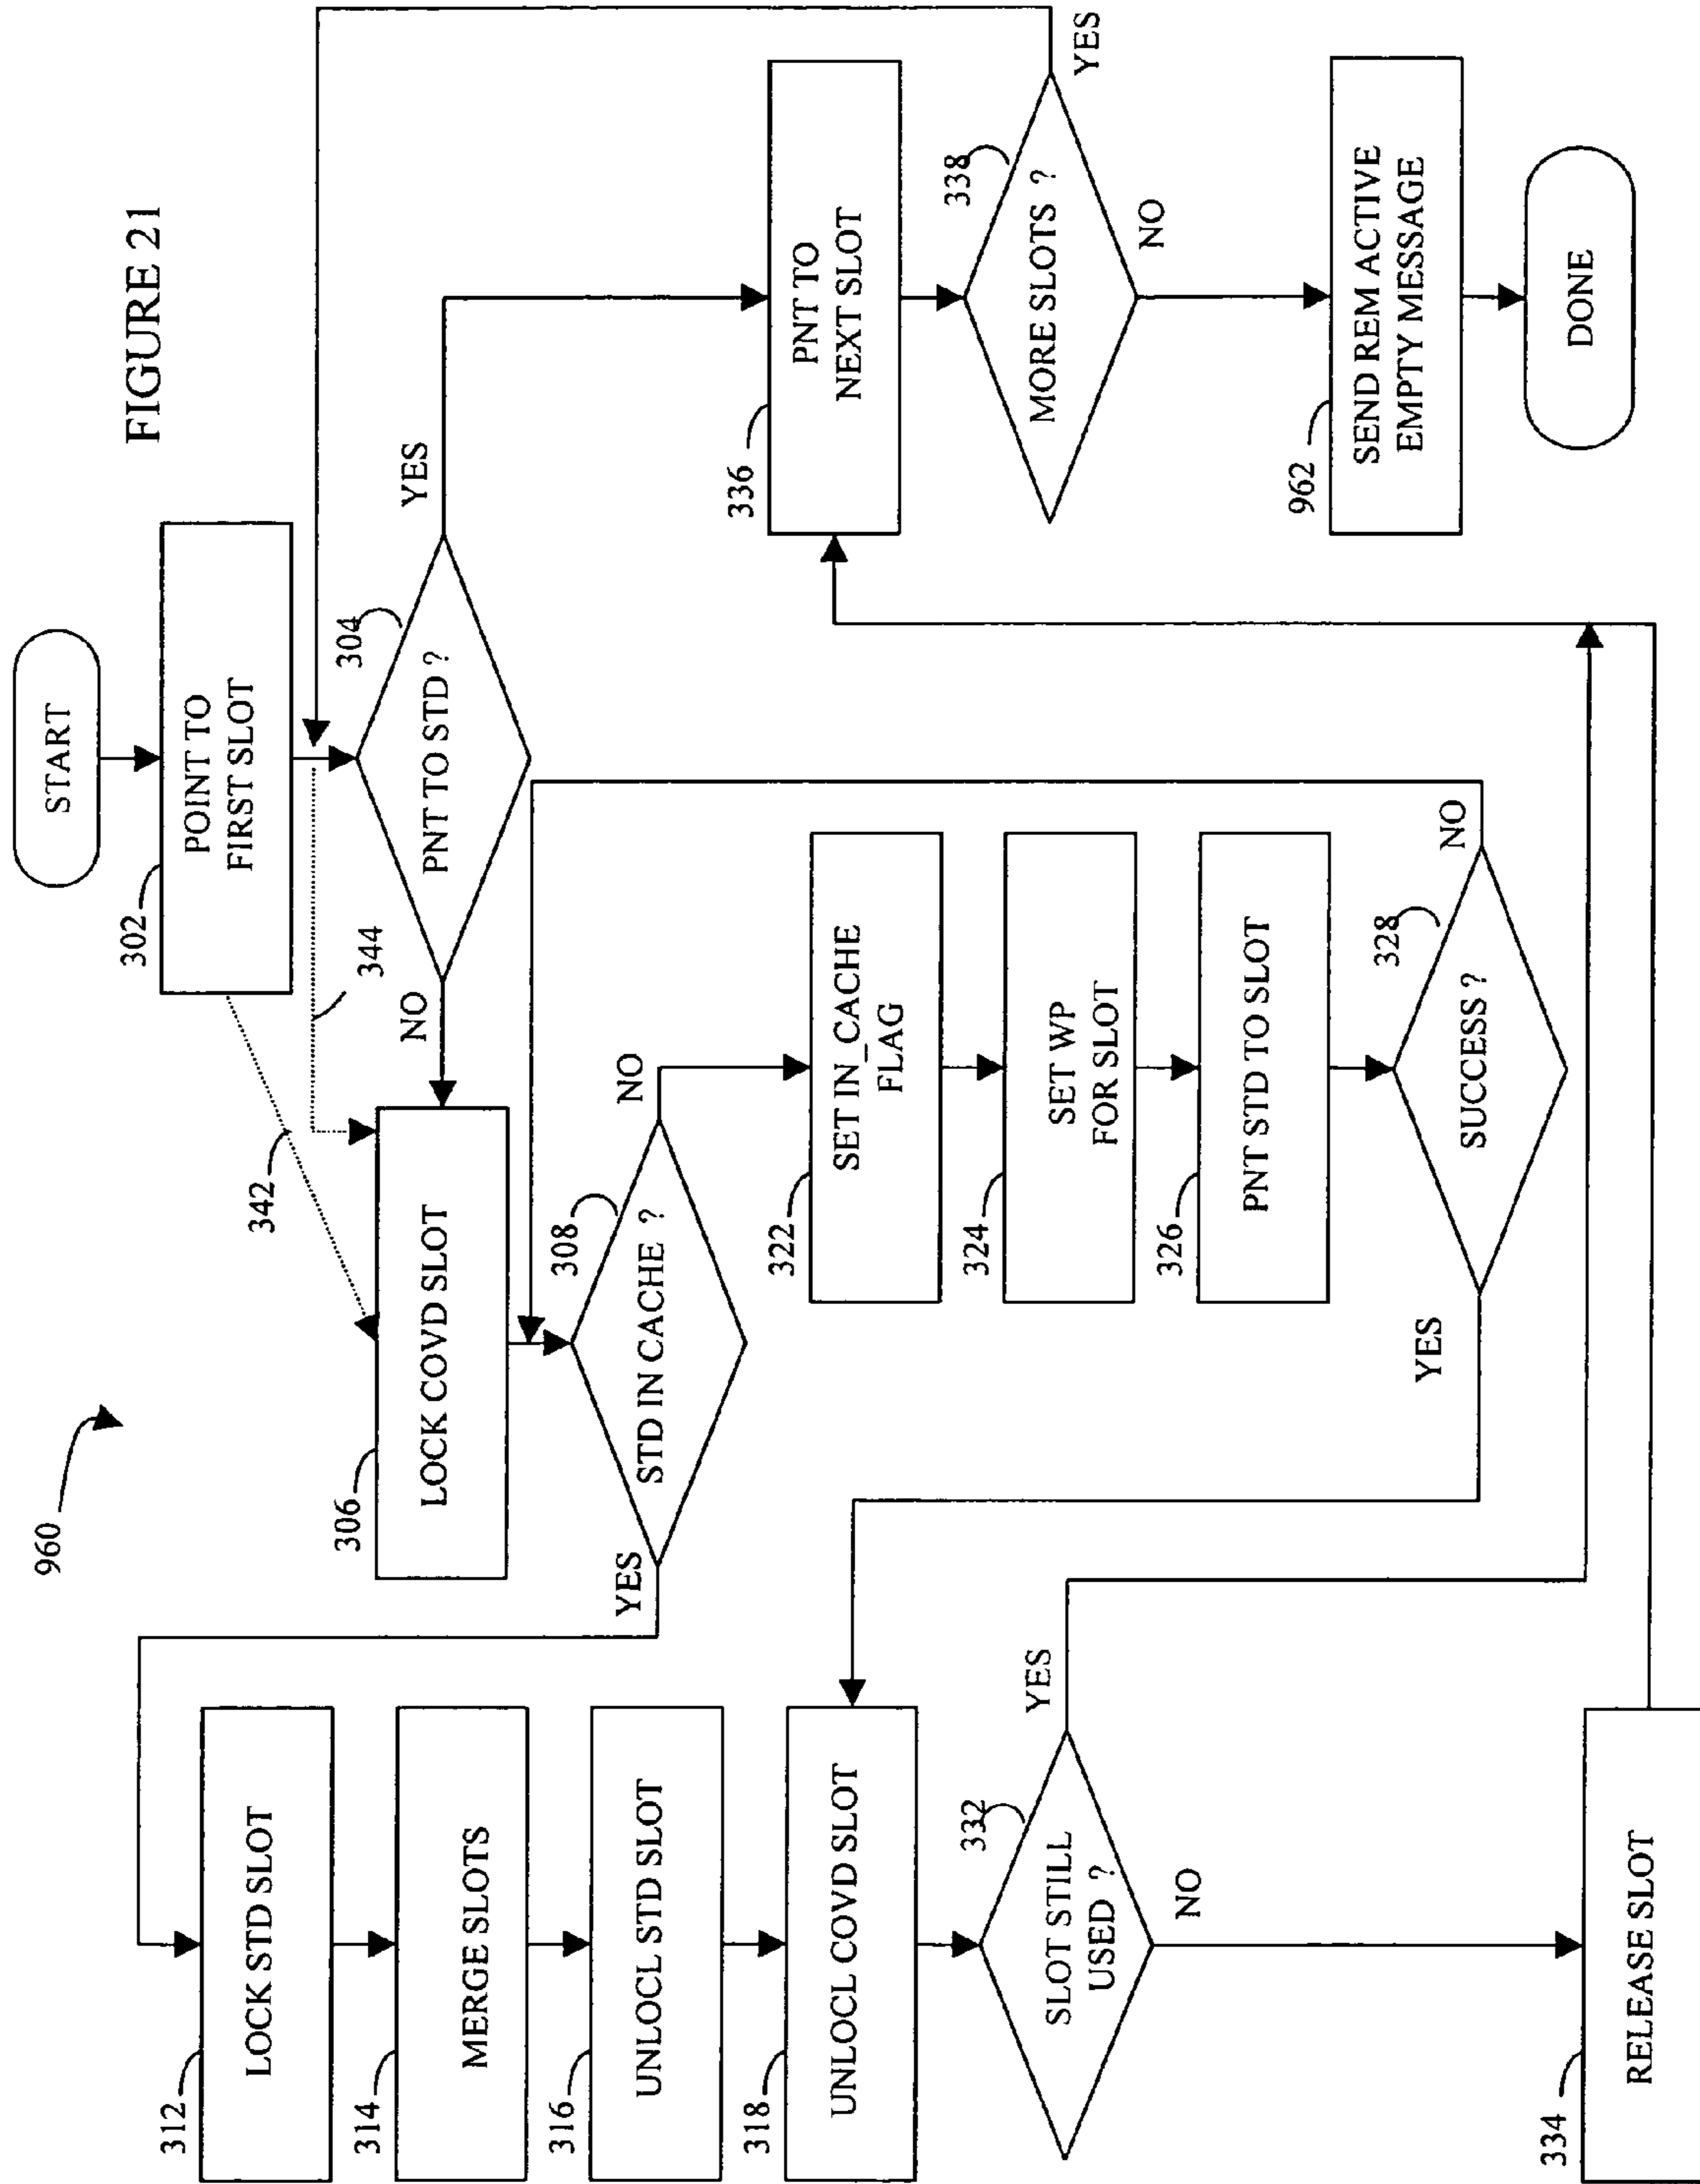 FIGURE 21
960
START
302
POINT TO
FIRST SLOT
342
344
304
PNT TO STD ?
YES
NO
306
LOCK COVD SLOT
308
STD IN CACHE ?
YES
NO
312
LOCK STD SLOT
314
MERGE SLOTS
316
UNLOCL STD SLOT
318
UNLOCL COVD SLOT
322
SET IN_CACHE
FLAG
324
SET WP
FOR SLOT
326
PNT STD TO SLOT
328
SUCCESS ?
NO
YES
332
SLOT STILL
USED ?
YES
NO
334
RELEASE SLOT
336
PNT TO
NEXT SLOT
338
MORE SLOTS ?
YES
NO
962
SEND REM ACTIVE
EMPTY MESSAGE
DONE